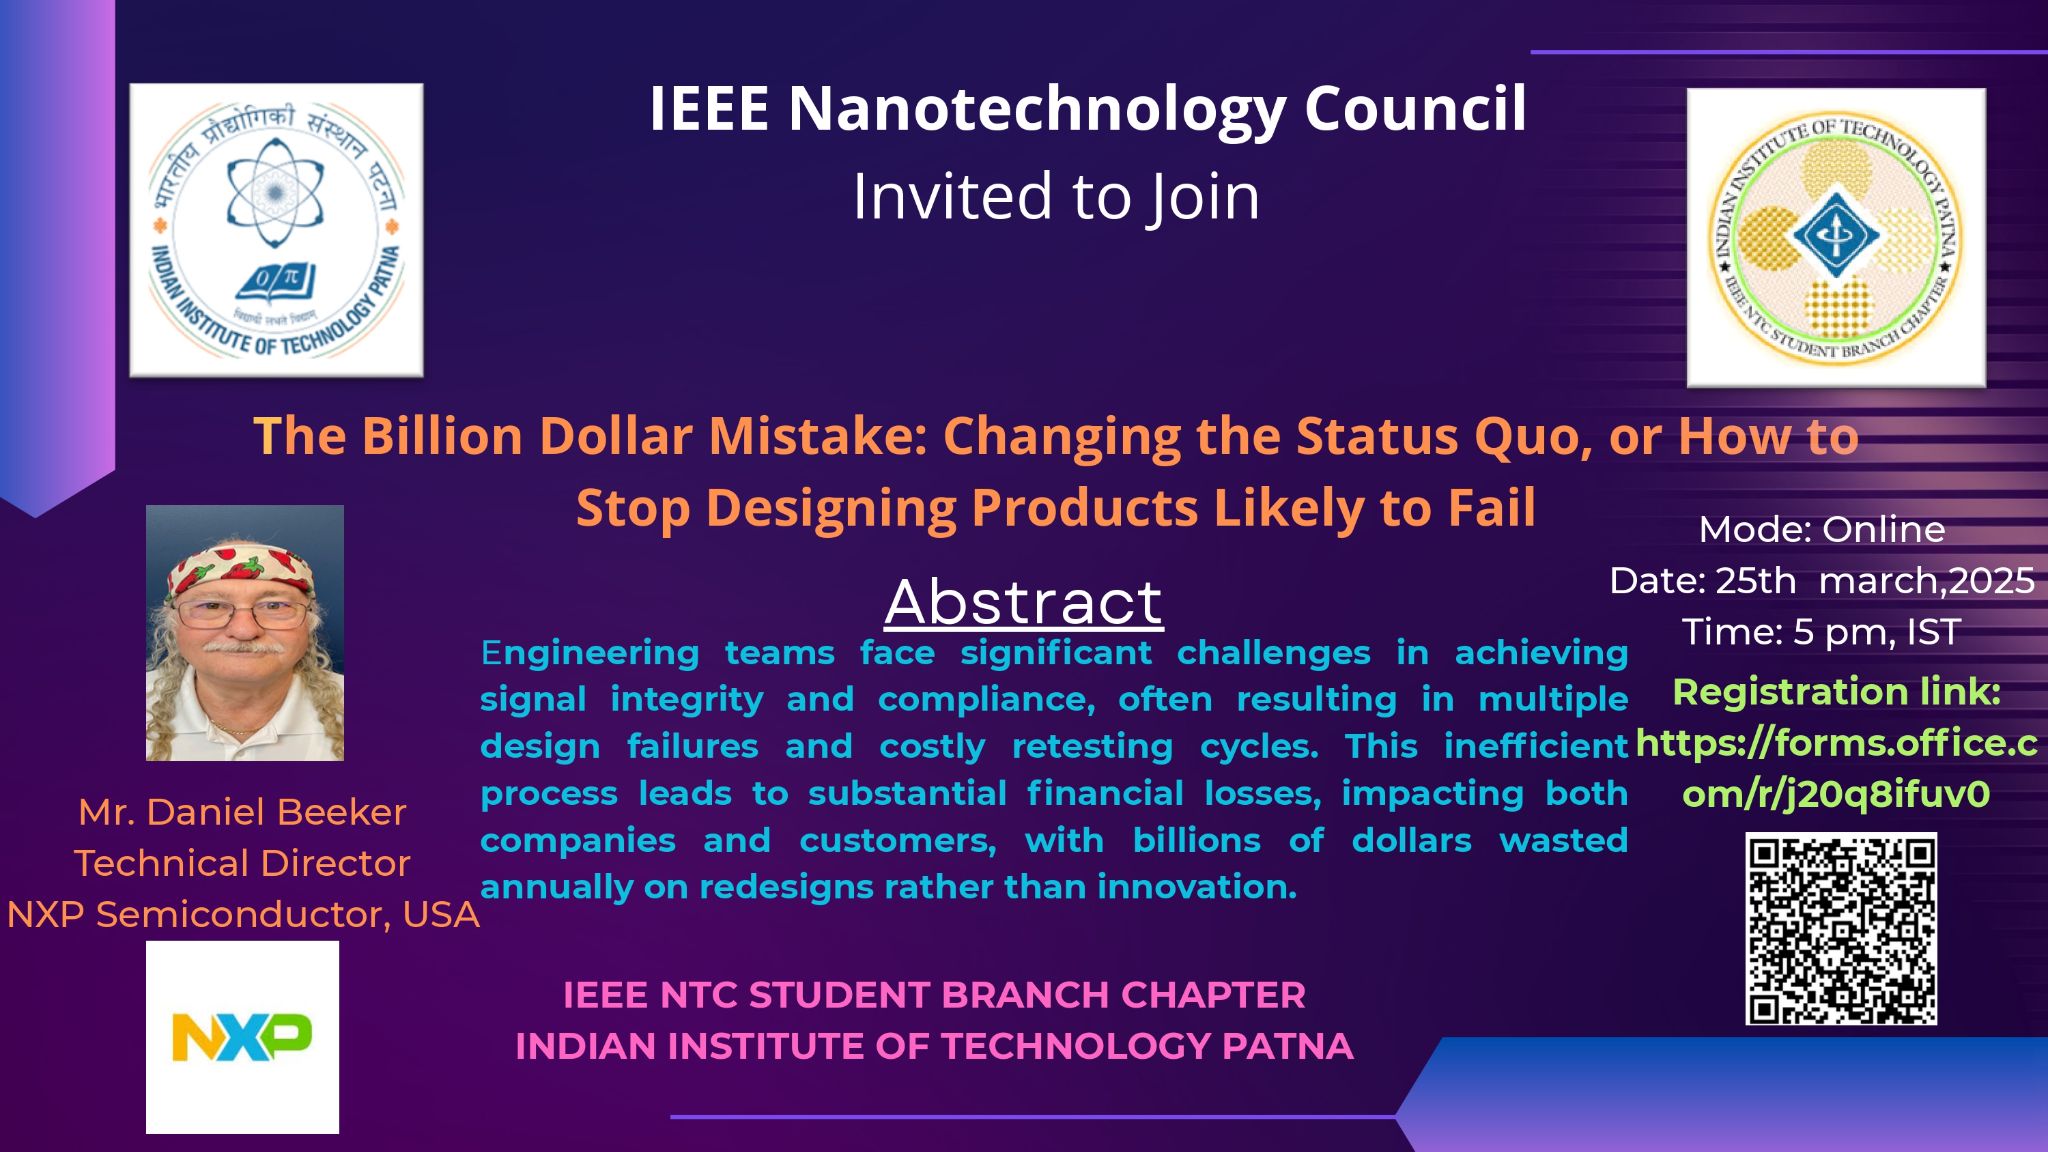 IEEE Nanotechnology Council
Invited to Join
भारतीय प्रौद्योगिकी संस्थान पटना
INDIAN INSTITUTE OF TECHNOLOGY PATNA
0 π
विद्यार्थी लभते विद्याम्
INDIAN INSTITUTE OF TECHNOLOGY PATNA
★ IEEE NTC STUDENT BRANCH CHAPTER ★
The Billion Dollar Mistake: Changing the Status Quo, or How to
Stop Designing Products Likely to Fail
Abstract
Engineering teams face significant challenges in achieving
signal integrity and compliance, often resulting in multiple
design failures and costly retesting cycles. This inefficient
process leads to substantial financial losses, impacting both
companies and customers, with billions of dollars wasted
annually on redesigns rather than innovation.
Mode: Online
Date: 25th march,2025
Time: 5 pm, IST
Registration link:
https://forms.office.c
om/r/j20q8ifuv0
Mr. Daniel Beeker
Technical Director
NXP Semiconductor, USA
NXP
IEEE NTC STUDENT BRANCH CHAPTER
INDIAN INSTITUTE OF TECHNOLOGY PATNA